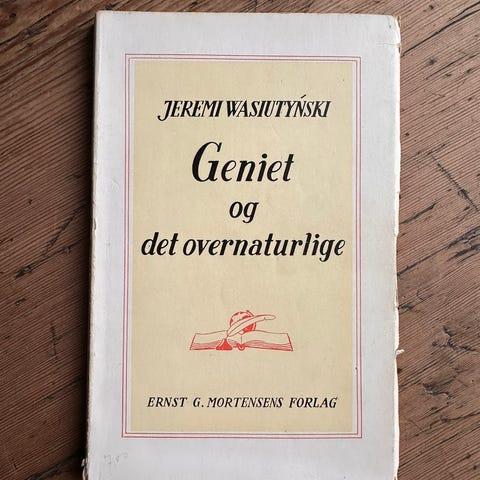 JEREMI WASIUTYŃSKI
Geniet
og
det overnaturlige
ERNST G. MORTENSENS FORLAG